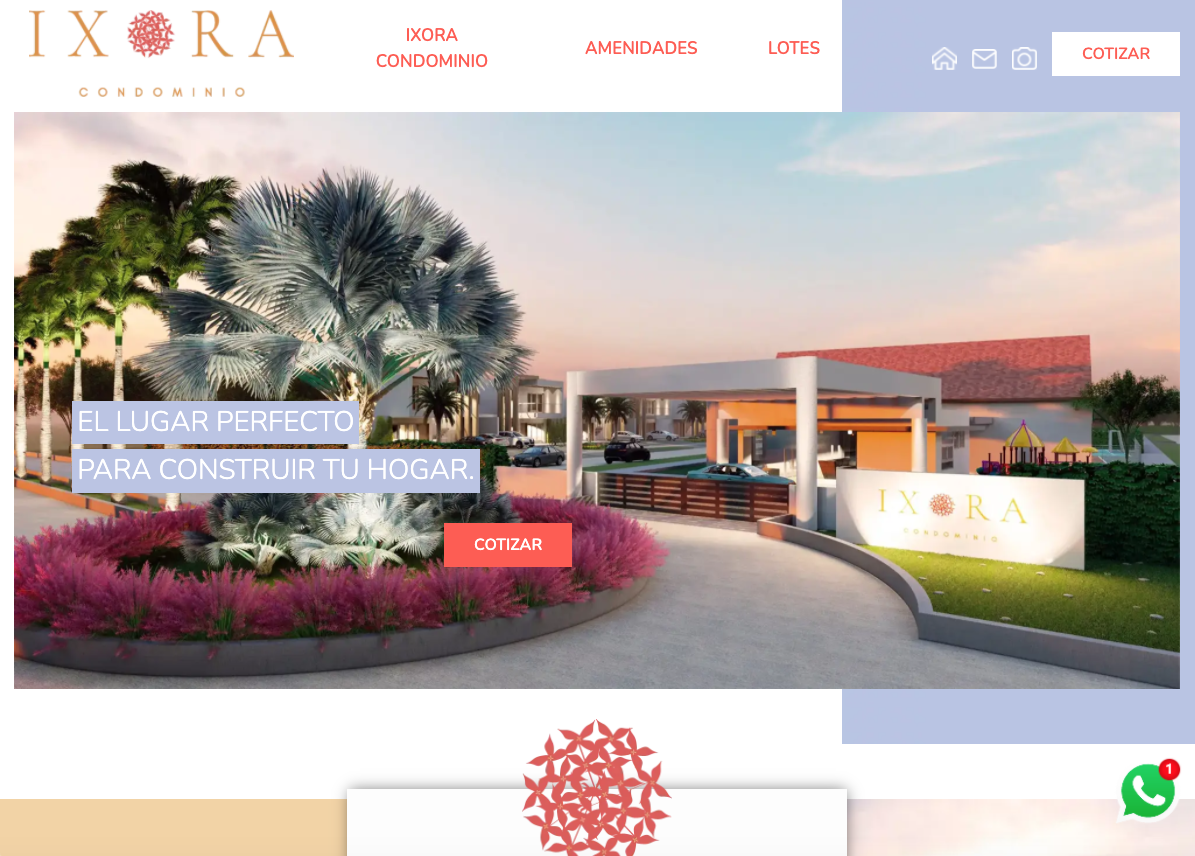 IXORA
CONDOMINIO
IXORA
CONDOMINIO
AMENIDADES
LOTES
COTIZAR
EL LUGAR PERFECTO
PARA CONSTRUIR TU HOGAR.
COTIZAR
IXORA
CONDOMINIO
1